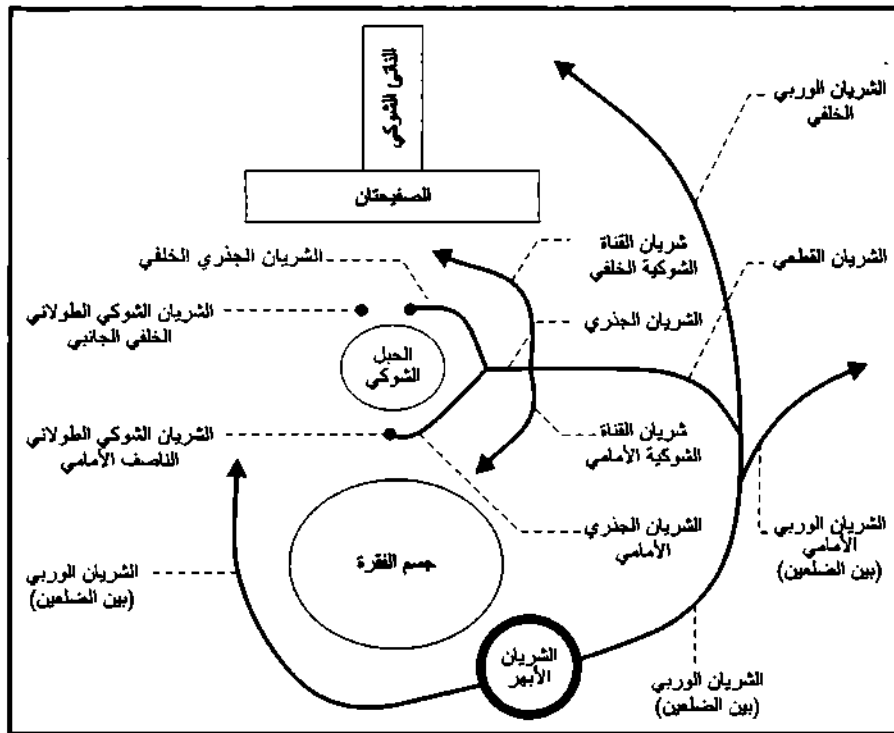 الناتئ الشوكي
الصفيحتان
الشريان الوربي
الخلفي
شريان القناة
الشوكية الخلفي
الشريان القطعي
الشريان الجذري الخلفي
الشريان الشوكي الطولاني
الخلفي الجانبي
الشريان الجذري
الحبل
الشوكي
الشريان الشوكي الطولاني
الناصف الأمامي
شريان القناة
الشوكية الأمامي
الشريان الجذري
الأمامي
الشريان الوربي
الأمامي
(بين الضلعين)
جسم الفقرة
الشريان الوربي
(بين الضلعين)
الشريان
الأبهر
الشريان الوربي
(بين الضلعين)